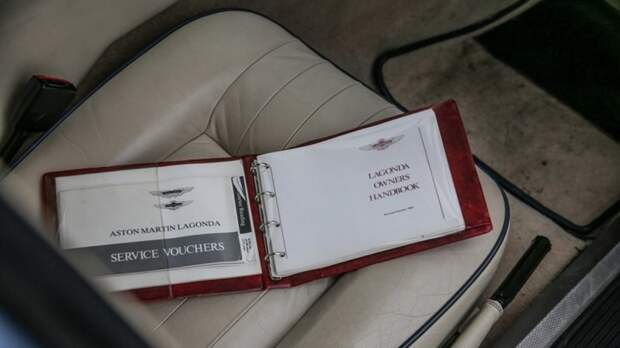 ASTON MARTIN LAGONDA
SERVICE VOUCHERS
LAGONDA
OWNERS
HANDBOOK